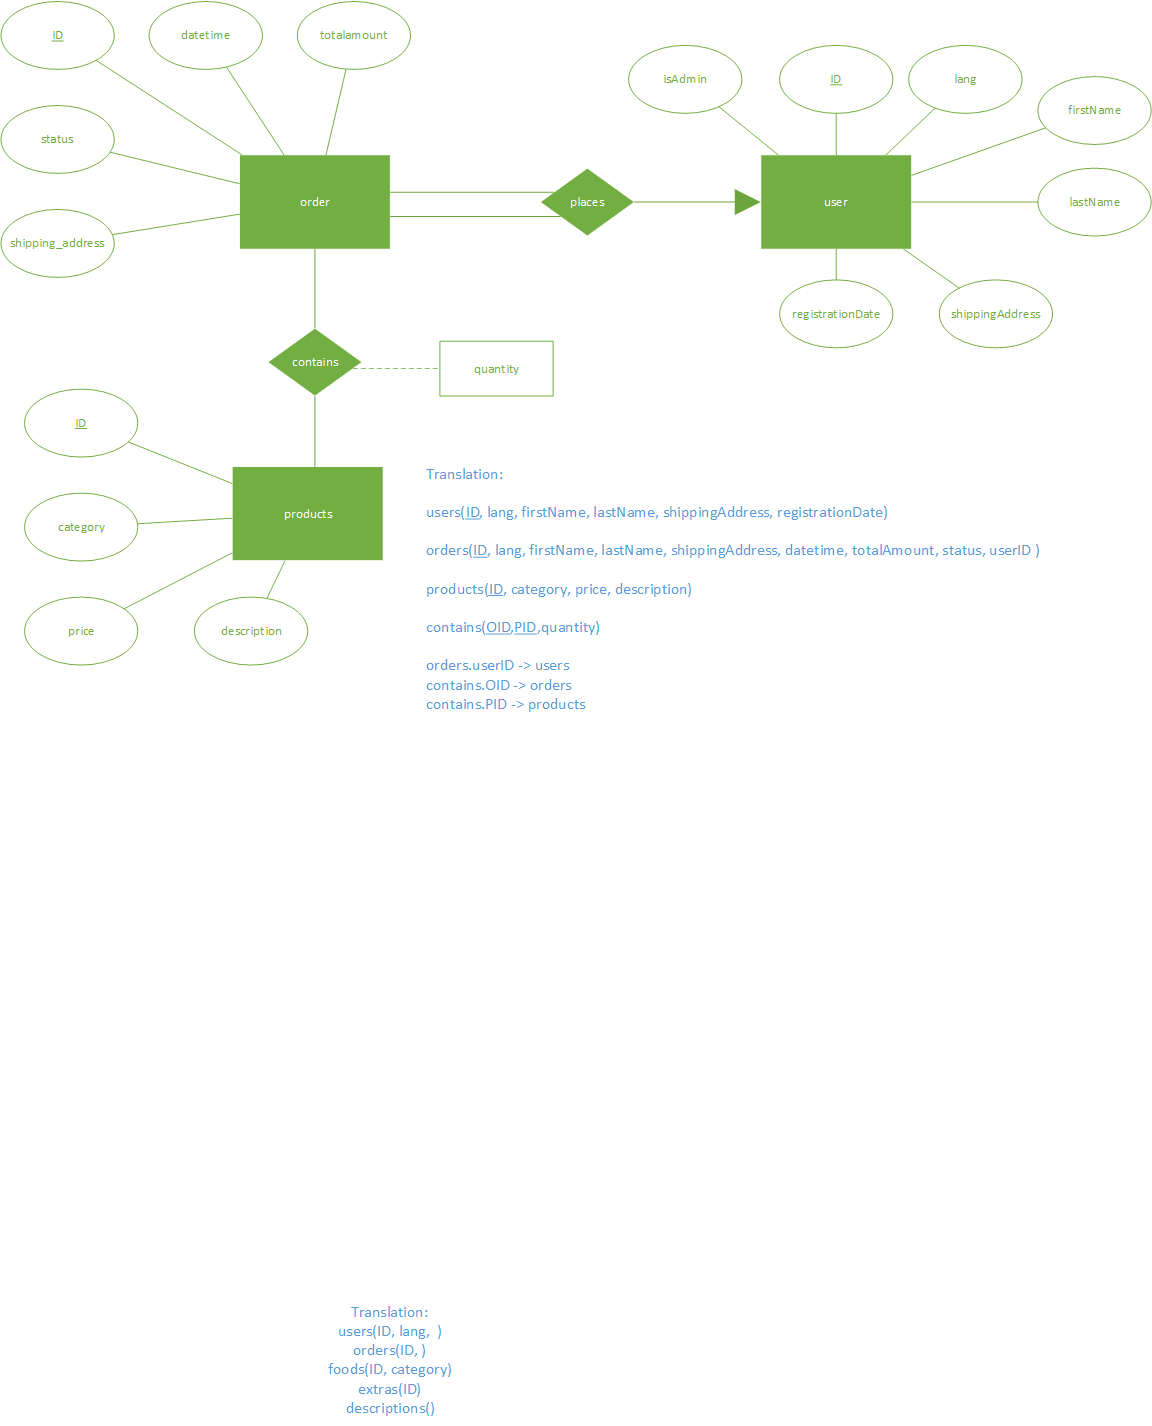 ID
datetime
totalamount
isAdmin
ID
lang
firstName
status
order
places
user
lastName
shipping_address
registrationDate
shippingAddress
contains
quantity
ID
Translation:
products
users(ID, lang, firstName, lastName, shippingAddress, registrationDate)
category
orders(ID, lang, firstName, lastName, shippingAddress, datetime, totalAmount, status, userID )
products(ID, category, price, description)
price
description
contains(OID,PID,quantity)
orders.userID -> users
contains.OID -> orders
contains.PID -> products
Translation:
users(ID, lang,  )
orders(ID, )
foods(ID, category)
extras(ID)
descriptions()